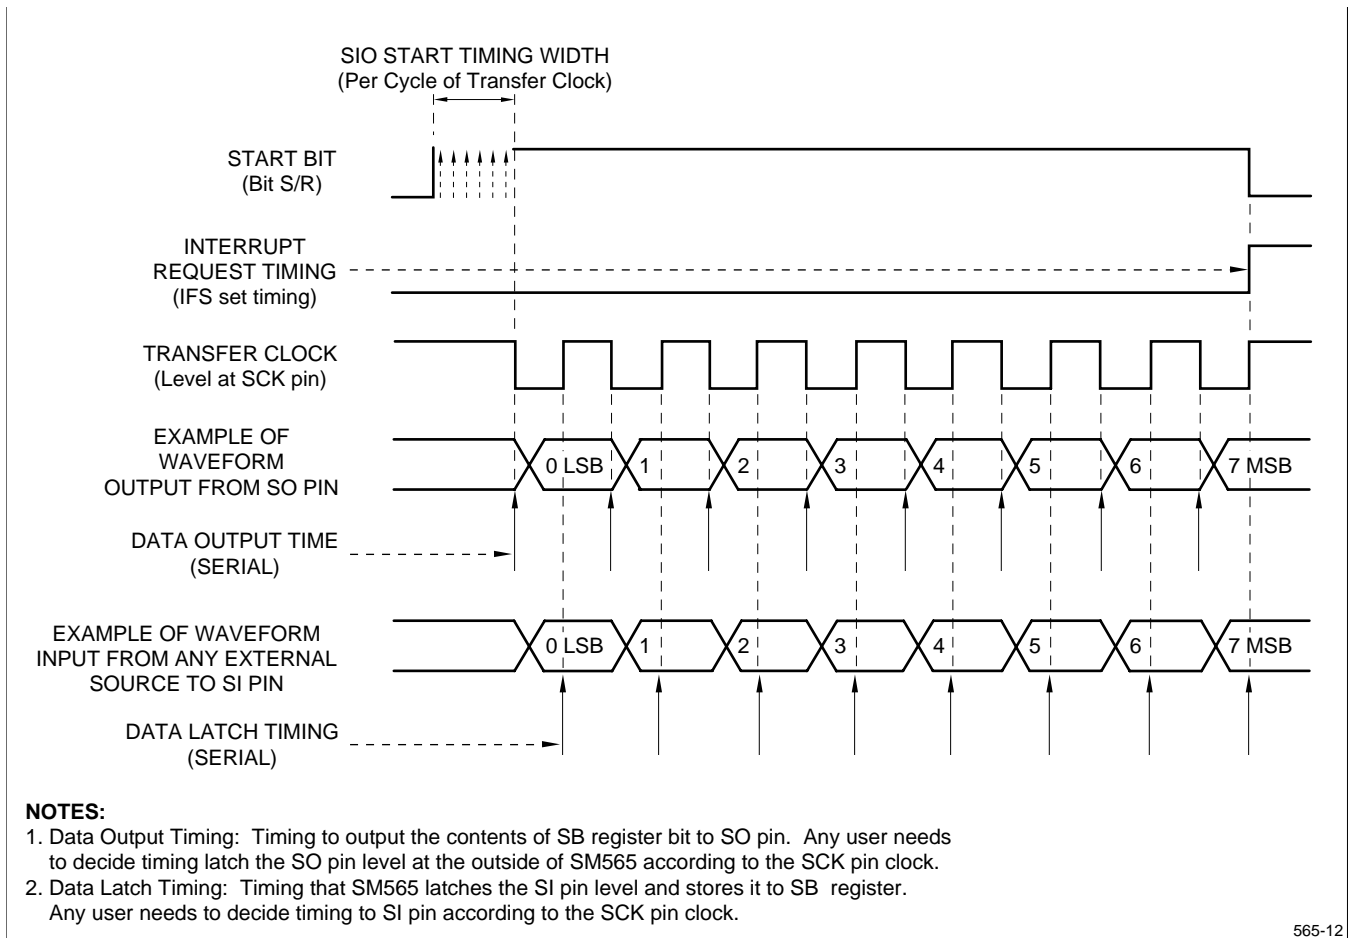 SIO START TIMING WIDTH
(Per Cycle of Transfer Clock)
START BIT
(Bit S/R)
INTERRUPT
REQUEST TIMING
(IFS set timing)
TRANSFER CLOCK
(Level at SCK pin)
EXAMPLE OF
WAVEFORM
OUTPUT FROM SO PIN
0 LSB 1 2 3 4 5 6 7 MSB
DATA OUTPUT TIME
(SERIAL)
EXAMPLE OF WAVEFORM
INPUT FROM ANY EXTERNAL
SOURCE TO SI PIN
0 LSB 1 2 3 4 5 6 7 MSB
DATA LATCH TIMING
(SERIAL)
NOTES:
1. Data Output Timing: Timing to output the contents of SB register bit to SO pin. Any user needs
to decide timing latch the SO pin level at the outside of SM565 according to the SCK pin clock.
2. Data Latch Timing: Timing that SM565 latches the SI pin level and stores it to SB register.
Any user needs to decide timing to SI pin according to the SCK pin clock.
565-12